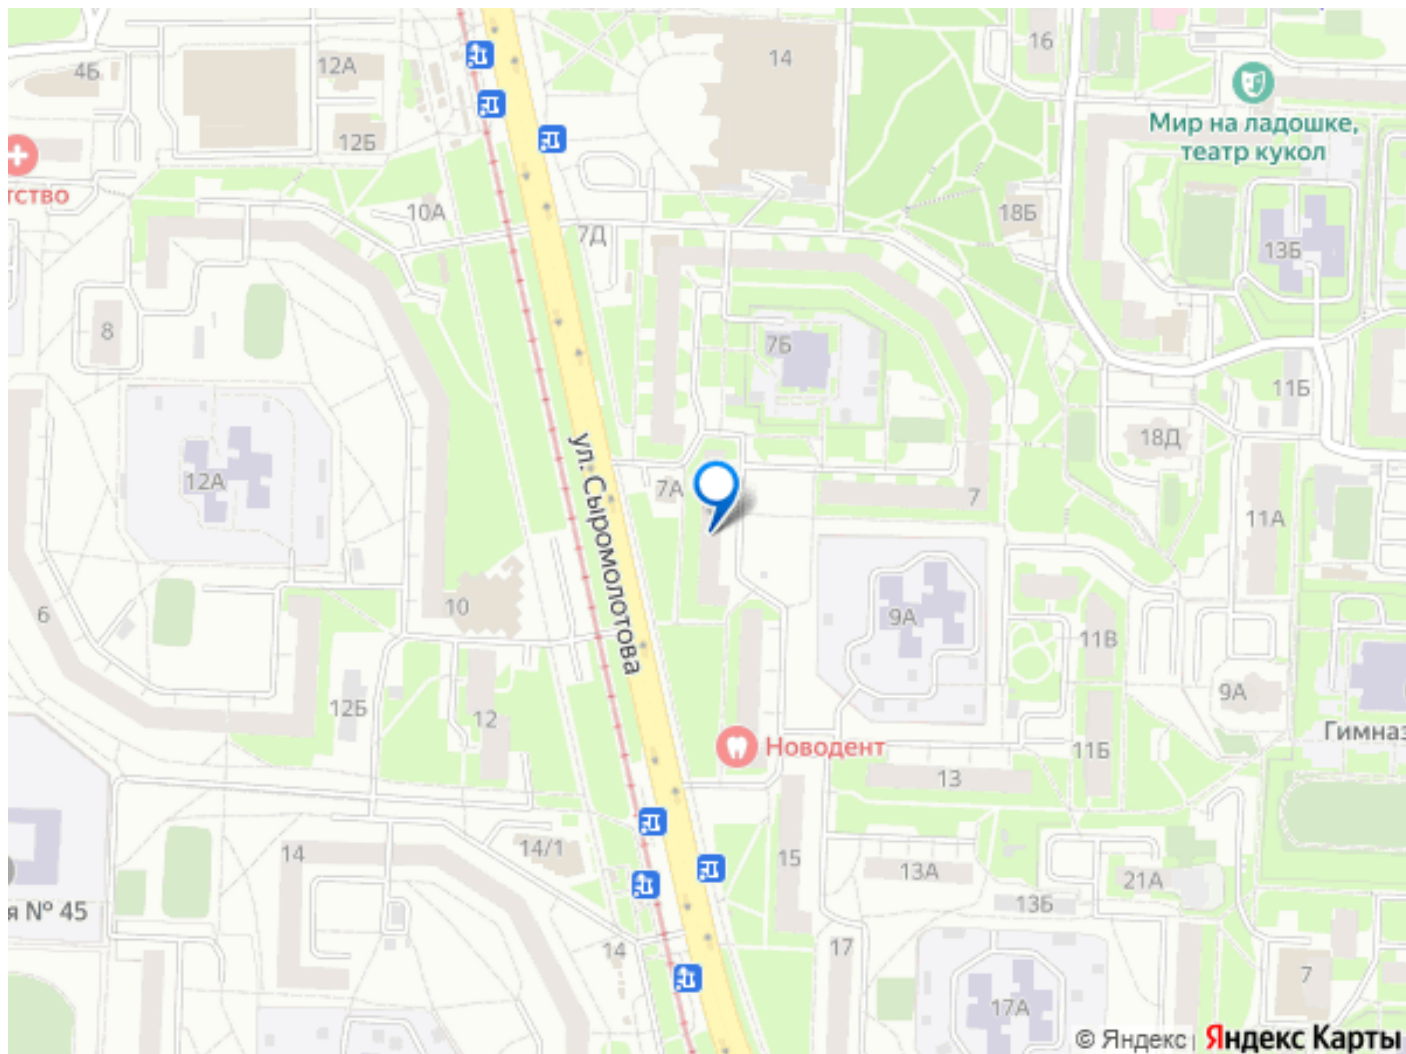 14
16
4Б
12А
12Б
Мир на ладошке,
театр кукол
тство
10А
18Б
7Д
13Б
8
7Б
11Б
18Д
12А
7А
7
11А
ул. Сыромолотова
6
10
9А
11В
12Б
12
9А
Гимназ
Новодент
11Б
13
14
14/1
15
13А
21А
я № 45
13Б
14
17
7
17А
© Яндекс
Яндекс Карты